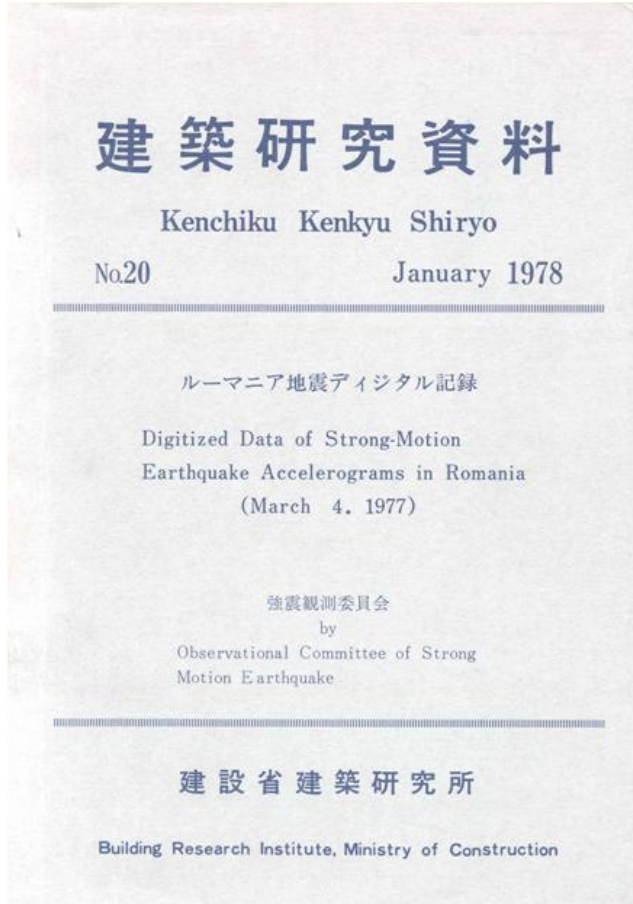 建築研究資料
Kenchiku Kenkyu Shiryo
No.20 January 1978
ルーマニア地震ディジタル記録
Digitized Data of Strong-Motion
Earthquake Accelerograms in Romania
(March 4. 1977)
強震観測委員会
by
Observational Committee of Strong
Motion Earthquake
建設省建築研究所
Building Research Institute, Ministry of Construction